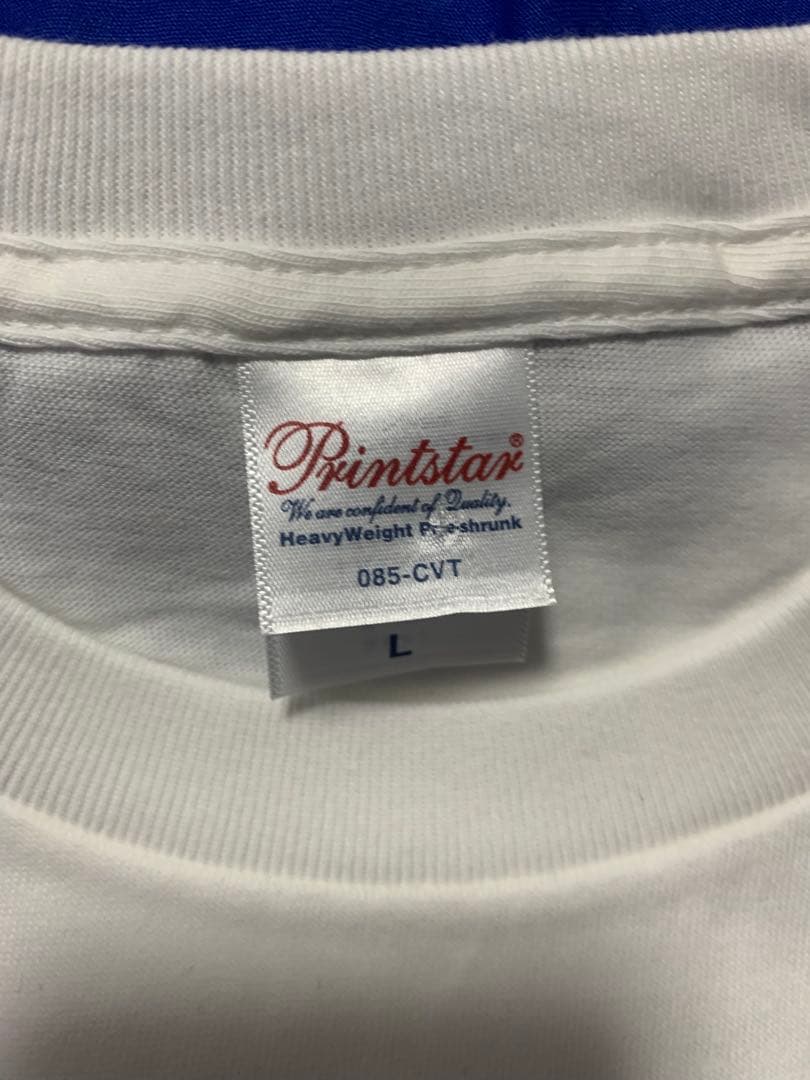 Printstar®
We are confident of Quality.
HeavyWeight Pre-shrunk
085-CVT
L